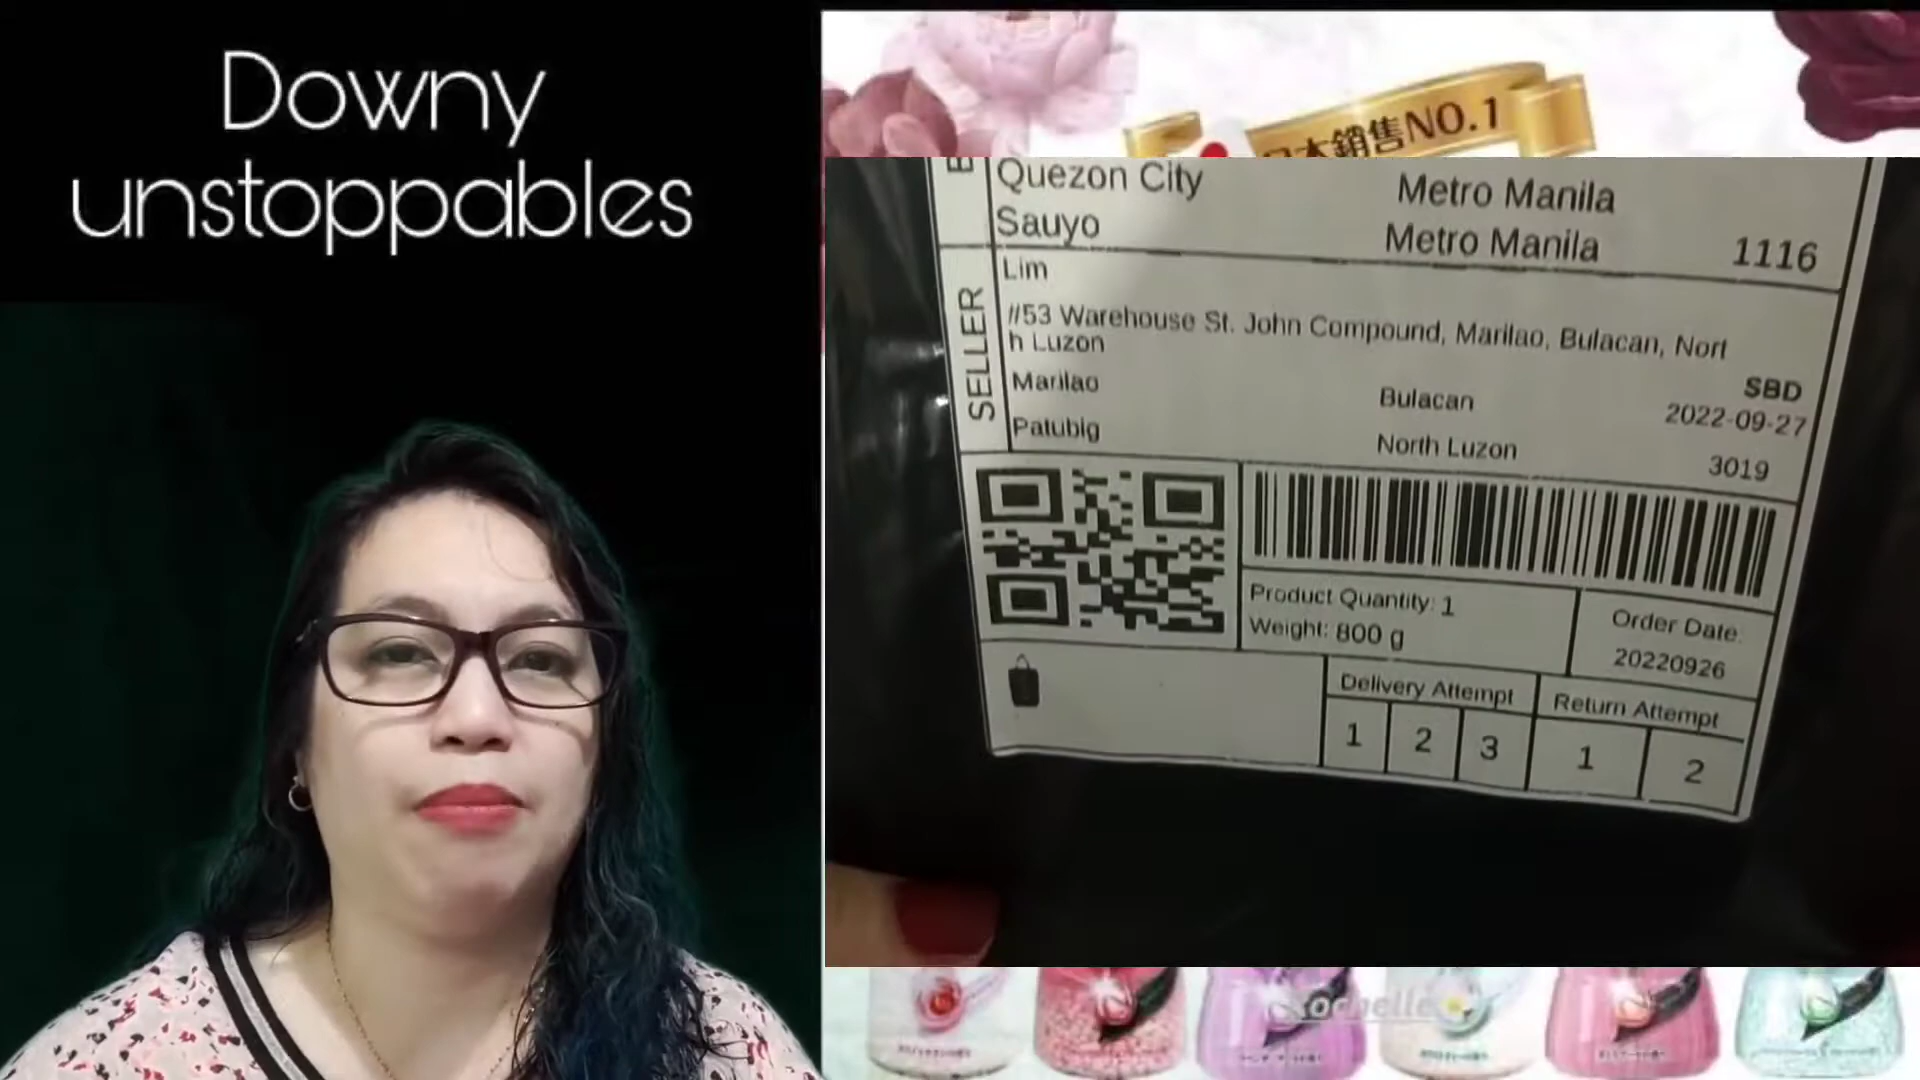 Downy
unstoppables
日本銷售NO.1
Quezon City Metro Manila
Sauyo Metro Manila 1116
SELLER
Lim
#53 Warehouse St. John Compound, Marilao, Bulacan, Nort
h Luzon
SBD
Marilao Bulacan 2022-09-27
Patubig North Luzon 3019
Product Quantity: 1
Weight: 800 g
Order Date:
20220926
Delivery Attempt
1 2 3
Return Attempt
1 2
Rochelle